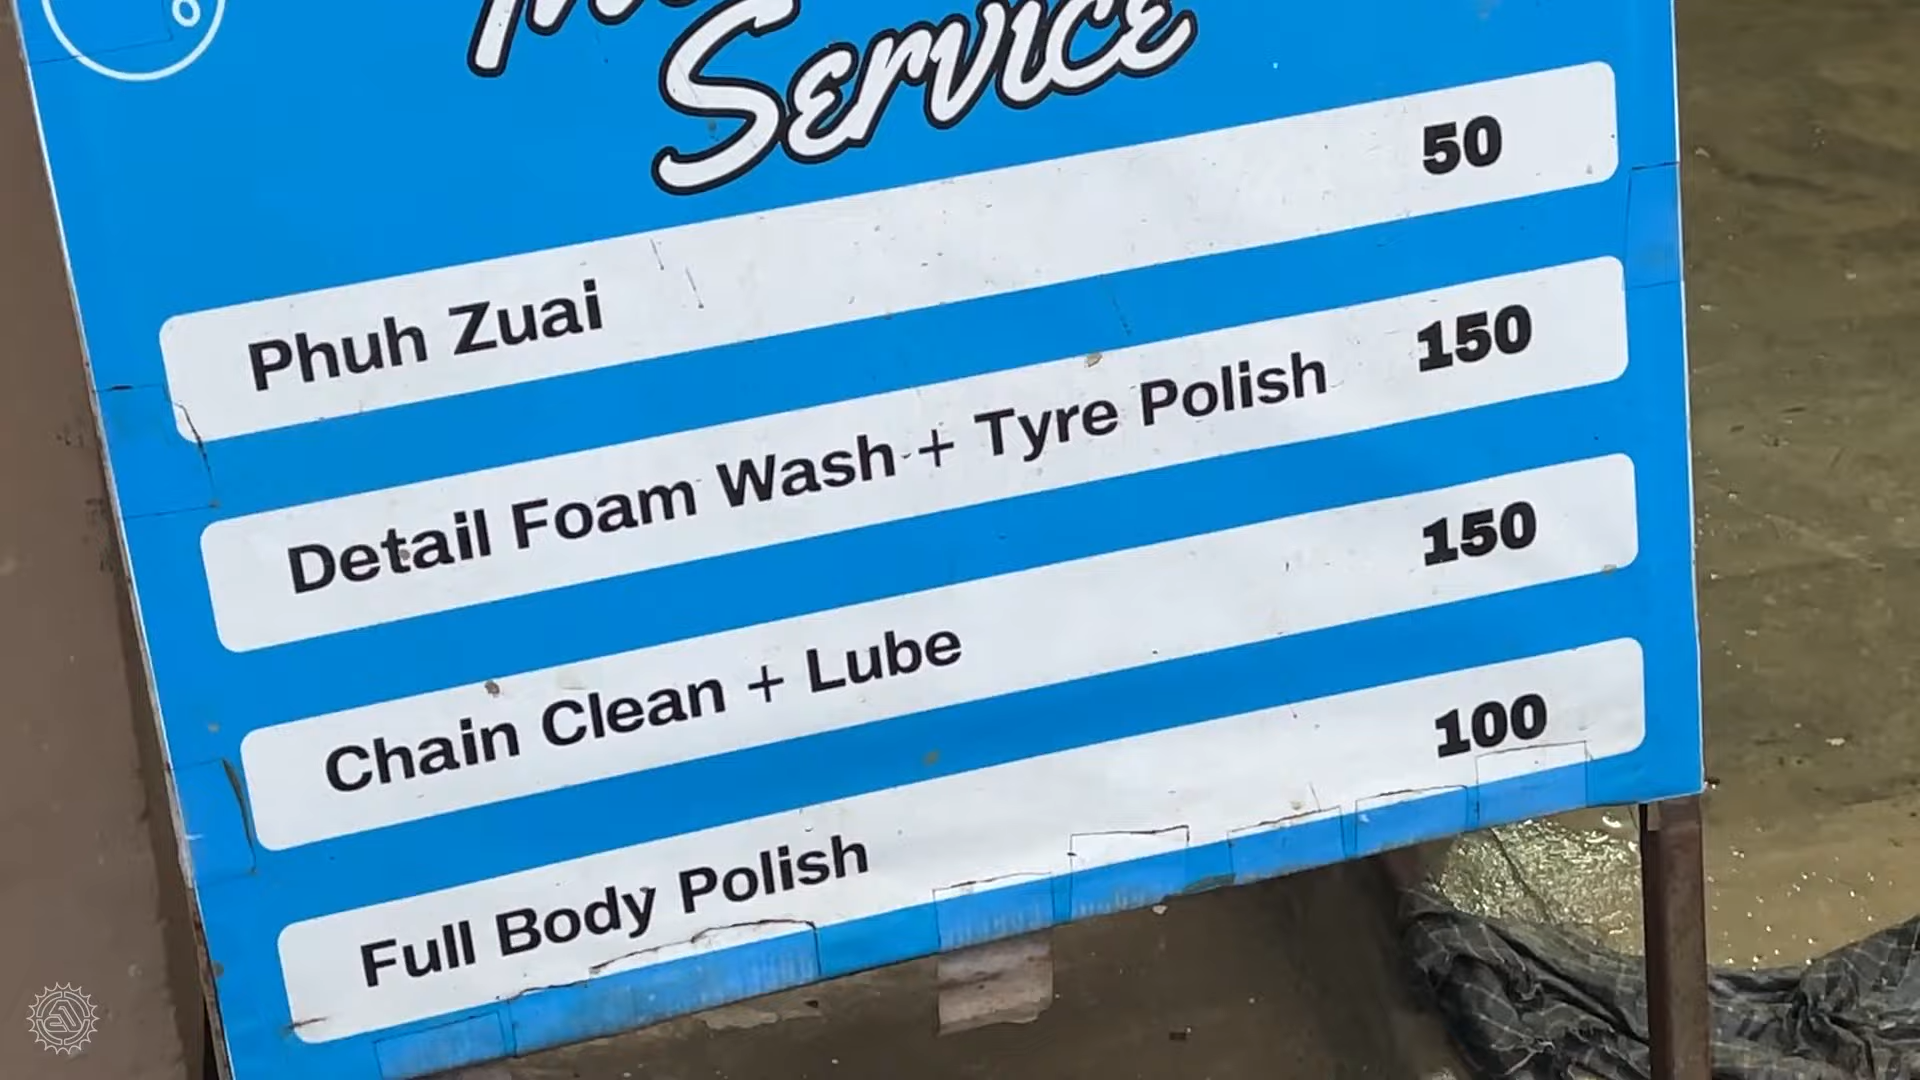 Service
Phuh Zuai 50
Detail Foam Wash + Tyre Polish 150
Chain Clean + Lube 150
Full Body Polish 100